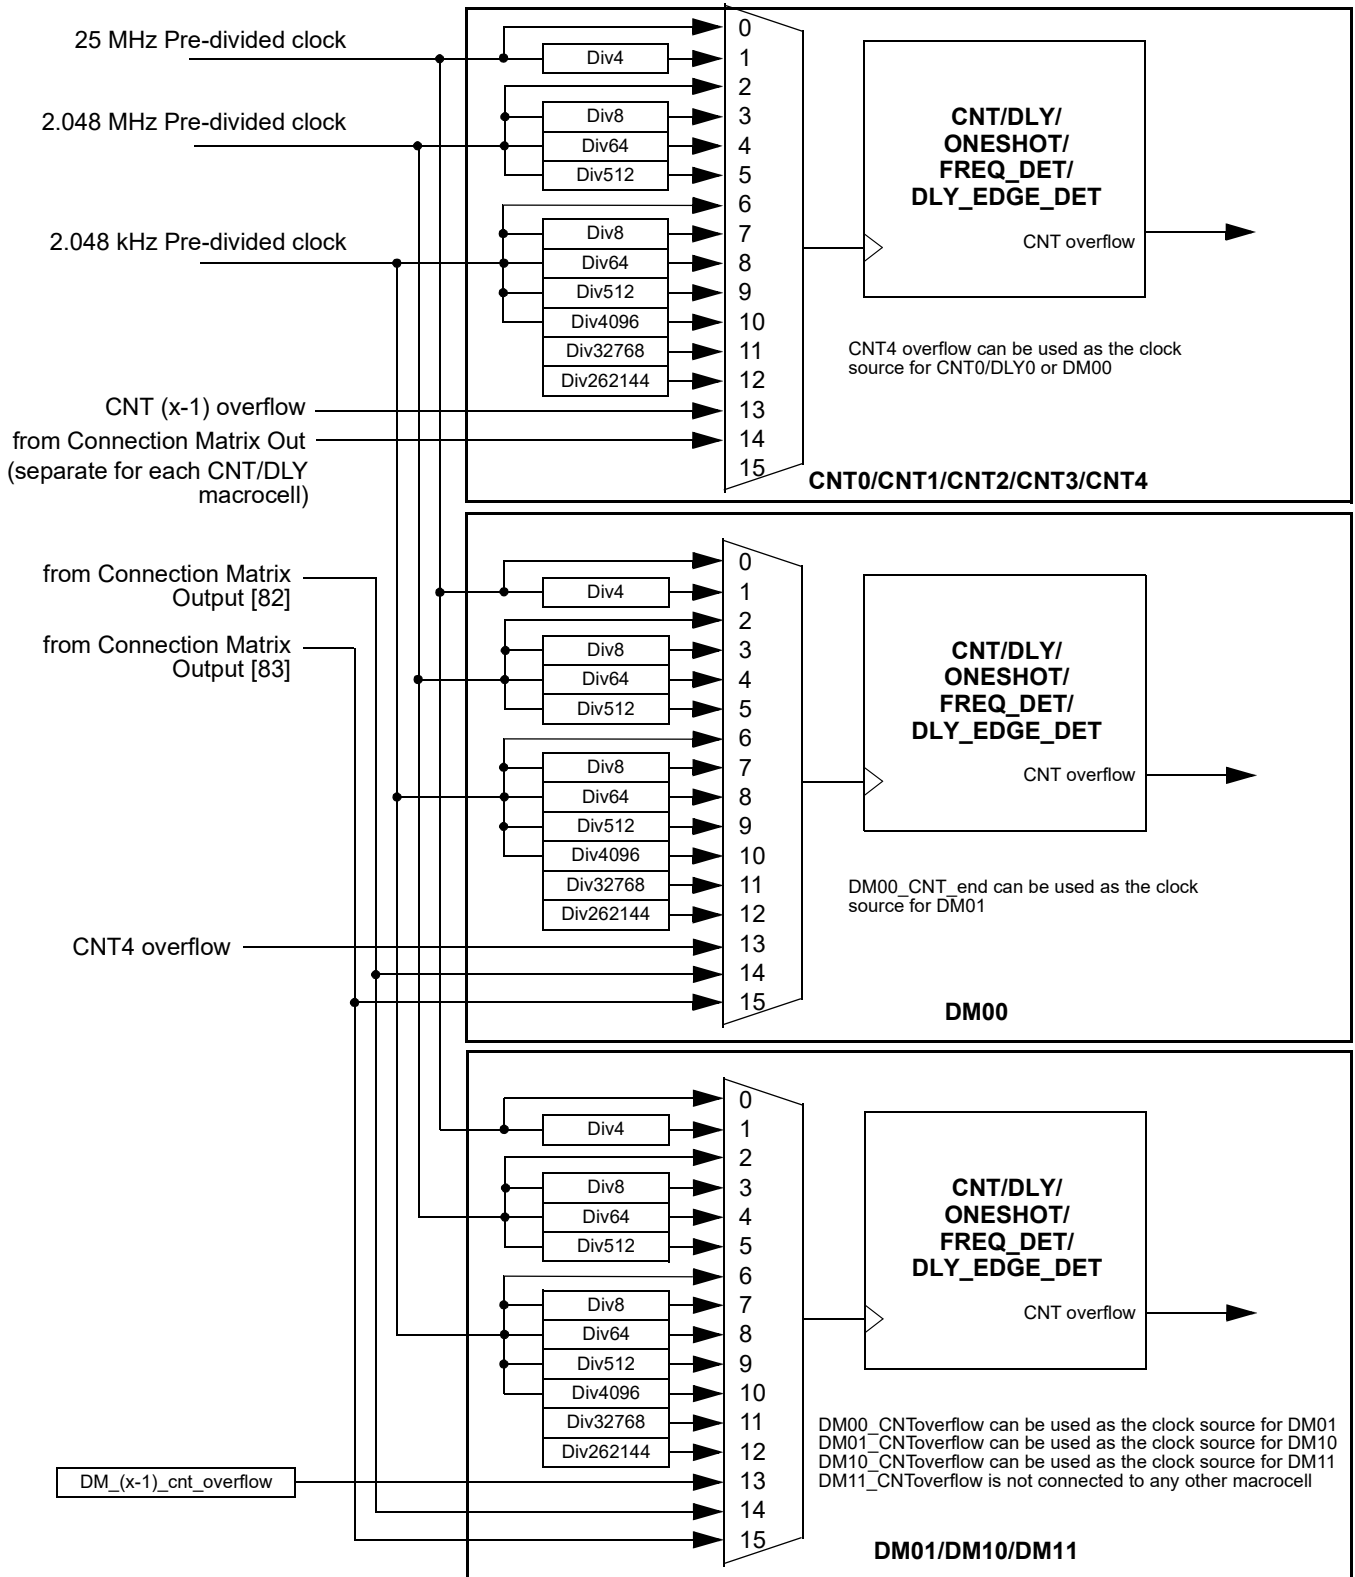 25 MHz Pre-divided clock
2.048 MHz Pre-divided clock
2.048 kHz Pre-divided clock
CNT (x-1) overflow
from Connection Matrix Out
(separate for each CNT/DLY
macrocell)
Div4
Div8
Div64
Div512
Div8
Div64
Div512
Div4096
Div32768
Div262144
0
1
2
3
4
5
6
7
8
9
10
11
12
13
14
15
CNT/DLY/
ONESHOT/
FREQ_DET/
DLY_EDGE_DET
CNT overflow
CNT4 overflow can be used as the clock
source for CNT0/DLY0 or DM00
CNT0/CNT1/CNT2/CNT3/CNT4
from Connection Matrix
Output [82]
from Connection Matrix
Output [83]
CNT4 overflow
Div4
Div8
Div64
Div512
Div8
Div64
Div512
Div4096
Div32768
Div262144
0
1
2
3
4
5
6
7
8
9
10
11
12
13
14
15
CNT/DLY/
ONESHOT/
FREQ_DET/
DLY_EDGE_DET
CNT overflow
DM00_CNT_end can be used as the clock
source for DM01
DM00
DM_(x-1)_cnt_overflow
Div4
Div8
Div64
Div512
Div8
Div64
Div512
Div4096
Div32768
Div262144
0
1
2
3
4
5
6
7
8
9
10
11
12
13
14
15
CNT/DLY/
ONESHOT/
FREQ_DET/
DLY_EDGE_DET
CNT overflow
DM00_CNToverflow can be used as the clock source for DM01
DM01_CNToverflow can be used as the clock source for DM10
DM10_CNToverflow can be used as the clock source for DM11
DM11_CNToverflow is not connected to any other macrocell
DM01/DM10/DM11